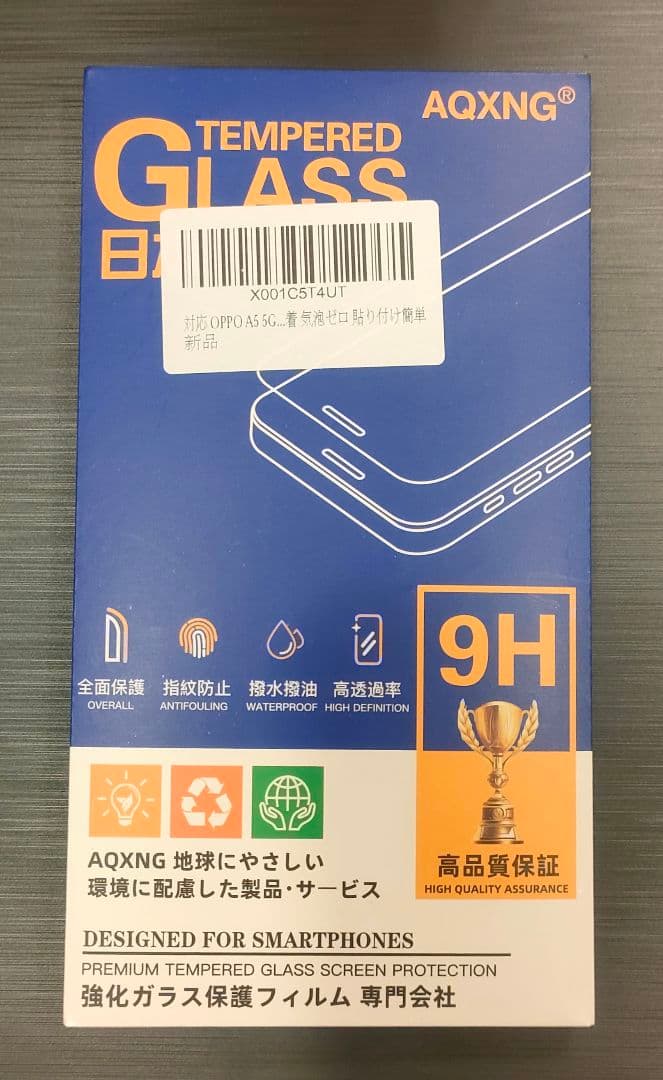 AQXNG®
TEMPERED
GLASS
X001C5T4UT
対応 OPPO A5 5G...着 気泡ゼロ 貼り付け簡単
新品
全面保護 指紋防止 撥水撥油 高透過率
OVERALL ANTIFOULING WATERPROOF HIGH DEFINITION
9H
高品質保証
HIGH QUALITY ASSURANCE
AQXNG 地球にやさしい
環境に配慮した製品・サービス
DESIGNED FOR SMARTPHONES
PREMIUM TEMPERED GLASS SCREEN PROTECTION
強化ガラス保護フィルム 専門会社